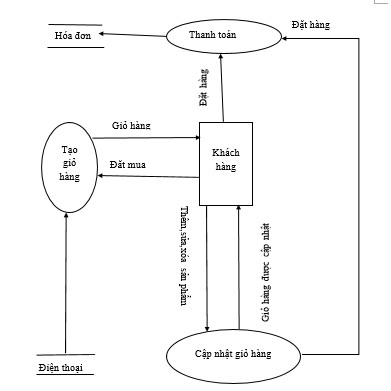 Đặt hàng
Hóa đơn
Thanh toán
Đặt hàng
Giỏ hàng
Tạo
giỏ
hàng
Khách
hàng
Đất mua
Thêm,sửa,xóa sản phẩm
Giỏ hàng được cập nhật
Điện thoại
Cập nhật giỏ hàng